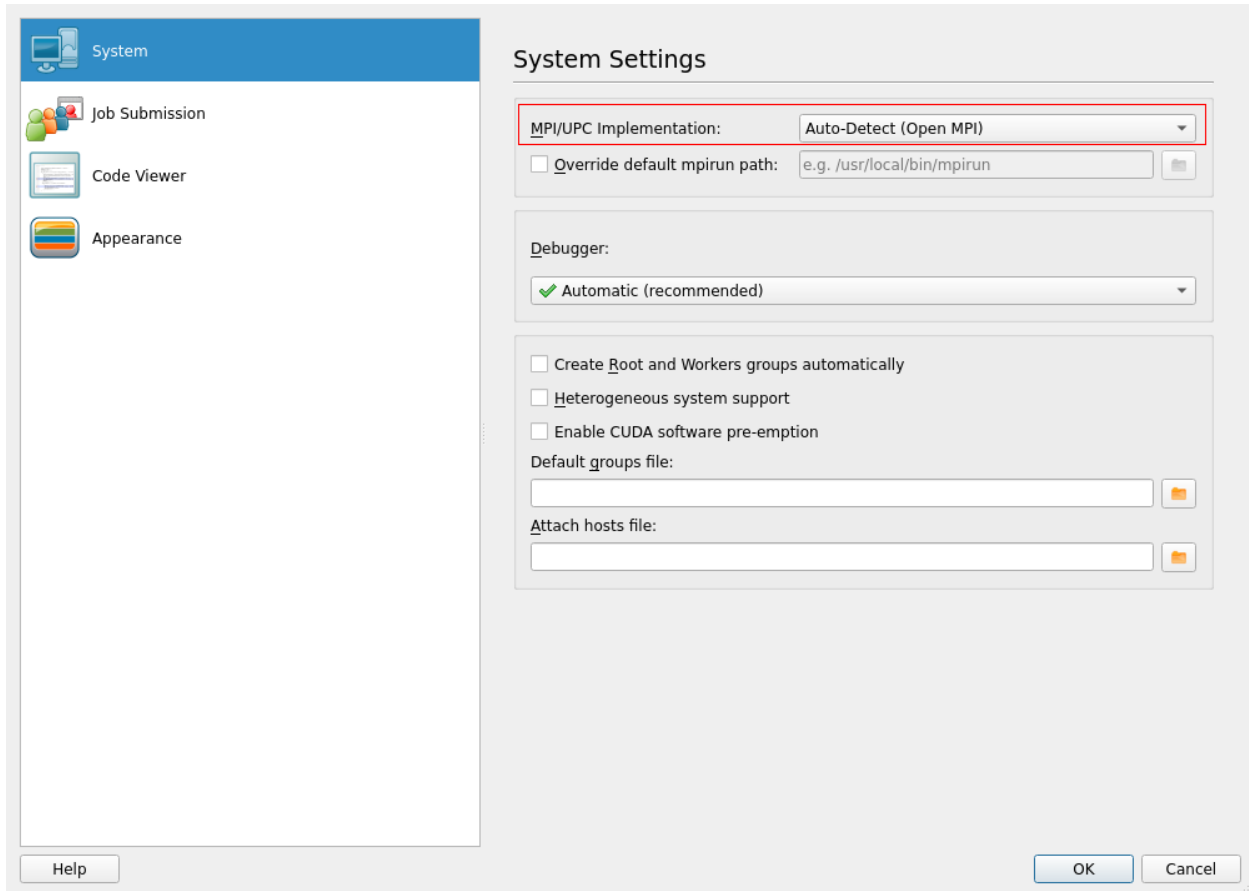 System
Job Submission
Code Viewer
Appearance
System Settings
MPI/UPC Implementation: Auto-Detect (Open MPI)
Override default mpirun path: e.g. /usr/local/bin/mpirun
Debugger:
Automatic (recommended)
Create Root and Workers groups automatically
Heterogeneous system support
Enable CUDA software pre-emption
Default groups file:
Attach hosts file:
Help OK Cancel